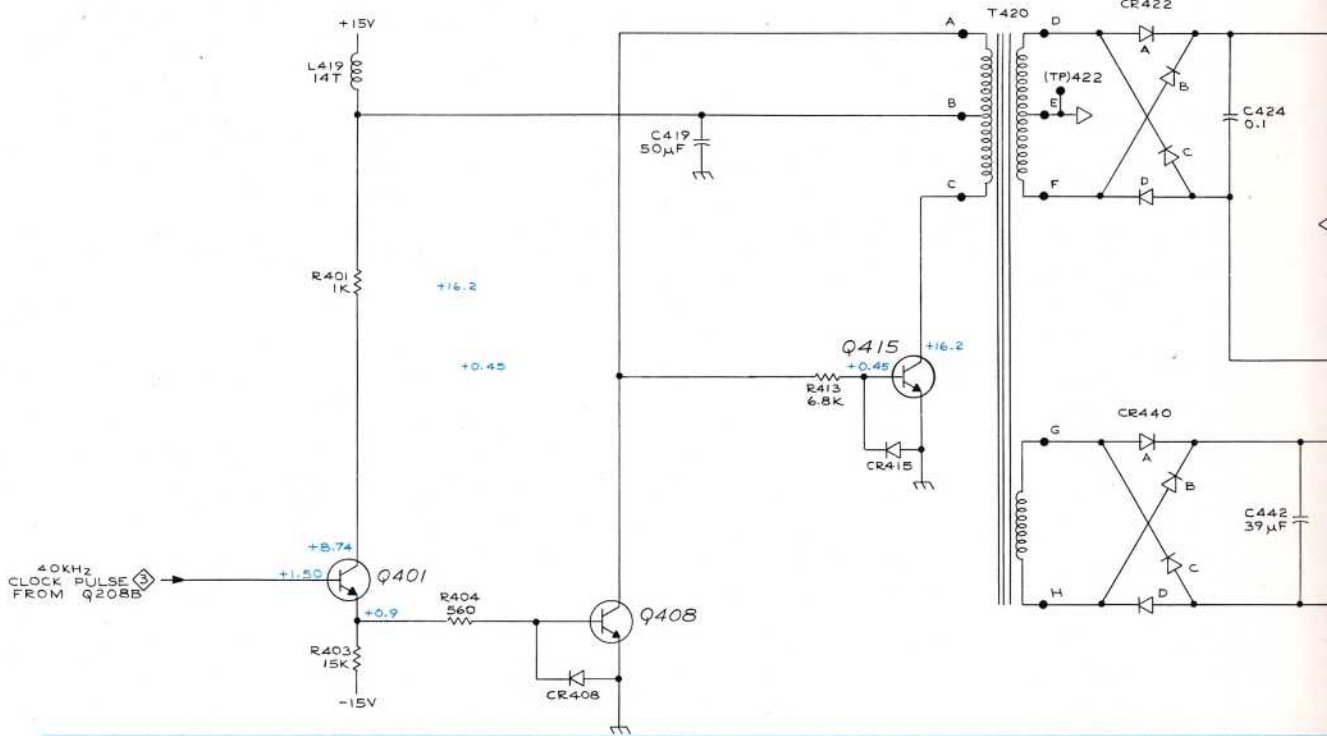 +15V
L419
14T
T420
CR422
A
D
A
B
(TP)422
B
E
C419
50µF
C424
0.1
C
C
D
F
R401
1K
+16.2
+0.45
Q415
+16.2
+0.45
R413
6.8K
CR415
CR440
G
A
B
C442
39µF
C
H
D
+8.74
40KHZ
CLOCK PULSE 3
FROM Q208B
+1.50
Q401
R404
560
+0.9
Q408
R403
15K
-15V
CR408